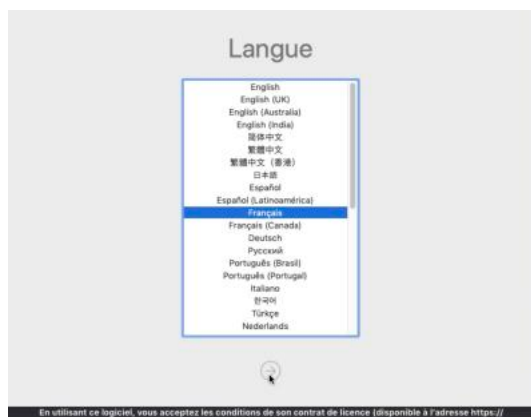 Langue
English
English (UK)
English (Australia)
English (India)
简体中文
繁體中文
繁體中文（香港）
日本語
Español
Español (Latinoamérica)
Français
Français (Canada)
Deutsch
Русский
Português (Brasil)
Português (Portugal)
Italiano
한국어
Türkçe
Nederlands
En utilisant ce logiciel, vous acceptez les conditions de son contrat de licence (disponible à l'adresse https://